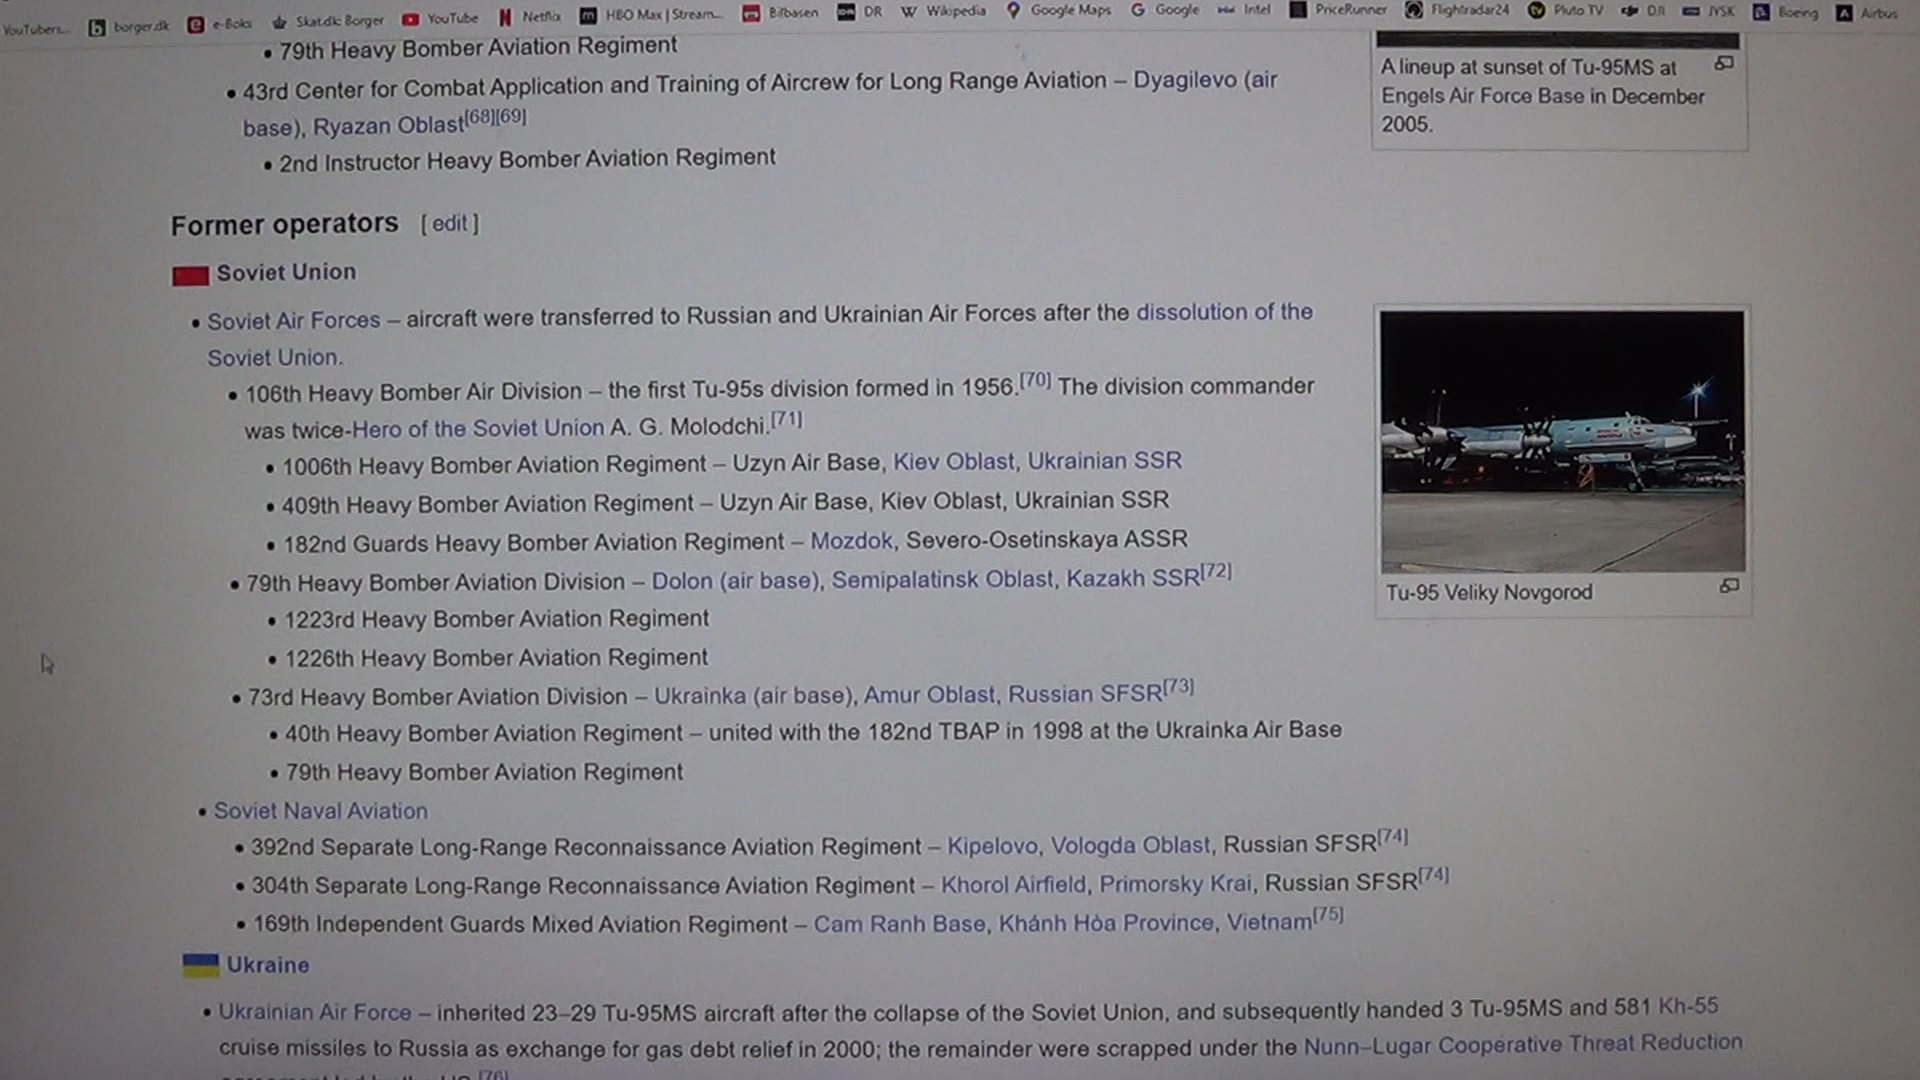 YouTubers...
borger.dk
e-Boks
Skat.dk: Borger
YouTube
Netflix
HBO Max | Stream...
Bilbasen
DR
Wikipedia
Google Maps
Google
Intel
PriceRunner
Flightradar24
Pluto TV
DJI
JYSK
Boeing
Airbus
• 79th Heavy Bomber Aviation Regiment
• 43rd Center for Combat Application and Training of Aircrew for Long Range Aviation – Dyagilevo (air
base), Ryazan Oblast[68][69]
• 2nd Instructor Heavy Bomber Aviation Regiment
A lineup at sunset of Tu-95MS at
Engels Air Force Base in December
2005.
Former operators [ edit ]
Soviet Union
• Soviet Air Forces – aircraft were transferred to Russian and Ukrainian Air Forces after the dissolution of the
Soviet Union.
• 106th Heavy Bomber Air Division – the first Tu-95s division formed in 1956.[70] The division commander
was twice-Hero of the Soviet Union A. G. Molodchi.[71]
• 1006th Heavy Bomber Aviation Regiment – Uzyn Air Base, Kiev Oblast, Ukrainian SSR
• 409th Heavy Bomber Aviation Regiment – Uzyn Air Base, Kiev Oblast, Ukrainian SSR
• 182nd Guards Heavy Bomber Aviation Regiment – Mozdok, Severo-Osetinskaya ASSR
• 79th Heavy Bomber Aviation Division – Dolon (air base), Semipalatinsk Oblast, Kazakh SSR[72]
• 1223rd Heavy Bomber Aviation Regiment
• 1226th Heavy Bomber Aviation Regiment
• 73rd Heavy Bomber Aviation Division – Ukrainka (air base), Amur Oblast, Russian SFSR[73]
• 40th Heavy Bomber Aviation Regiment – united with the 182nd TBAP in 1998 at the Ukrainka Air Base
• 79th Heavy Bomber Aviation Regiment
Tu-95 Veliky Novgorod
• Soviet Naval Aviation
• 392nd Separate Long-Range Reconnaissance Aviation Regiment – Kipelovo, Vologda Oblast, Russian SFSR[74]
• 304th Separate Long-Range Reconnaissance Aviation Regiment – Khorol Airfield, Primorsky Krai, Russian SFSR[74]
• 169th Independent Guards Mixed Aviation Regiment – Cam Ranh Base, Khánh Hòa Province, Vietnam[75]
Ukraine
• Ukrainian Air Force – inherited 23–29 Tu-95MS aircraft after the collapse of the Soviet Union, and subsequently handed 3 Tu-95MS and 581 Kh-55
cruise missiles to Russia as exchange for gas debt relief in 2000; the remainder were scrapped under the Nunn–Lugar Cooperative Threat Reduction
[76]